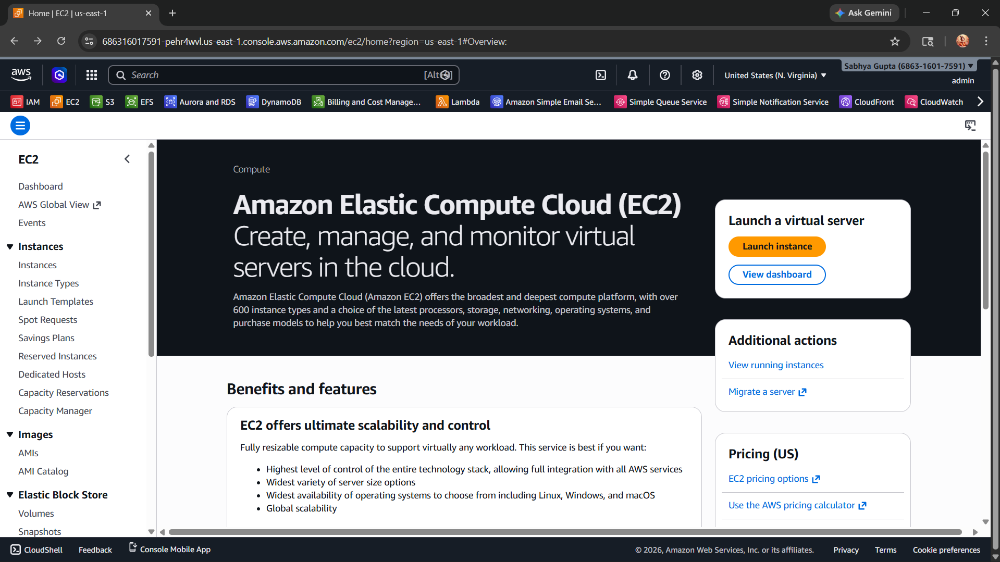 Home | EC2 | us-east-1
Ask Gemini
686316017591-pehr4wvl.us-east-1.console.aws.amazon.com/ec2/home?region=us-east-1#Overview:
aws
Search
[Alt
]
United States (N. Virginia)
Sabhya Gupta (6863-1601-7591)
admin
IAM
EC2
S3
EFS
Aurora and RDS
DynamoDB
Billing and Cost Manage...
Lambda
Amazon Simple Email Se...
Simple Queue Service
Simple Notification Service
CloudFront
CloudWatch
EC2
Dashboard
AWS Global View
Events
Instances
Instances
Instance Types
Launch Templates
Spot Requests
Savings Plans
Reserved Instances
Dedicated Hosts
Capacity Reservations
Capacity Manager
Images
AMIs
AMI Catalog
Elastic Block Store
Volumes
Snapshots
Compute
Amazon Elastic Compute Cloud (EC2)
Create, manage, and monitor virtual
servers in the cloud.
Amazon Elastic Compute Cloud (Amazon EC2) offers the broadest and deepest compute platform, with over
600 instance types and a choice of the latest processors, storage, networking, operating systems, and
purchase models to help you best match the needs of your workload.
Launch a virtual server
Launch instance
View dashboard
Additional actions
View running instances
Migrate a server
Benefits and features
EC2 offers ultimate scalability and control
Fully resizable compute capacity to support virtually any workload. This service is best if you want:
• Highest level of control of the entire technology stack, allowing full integration with all AWS services
• Widest variety of server size options
• Widest availability of operating systems to choose from including Linux, Windows, and macOS
• Global scalability
Pricing (US)
EC2 pricing options
Use the AWS pricing calculator
CloudShell
Feedback
Console Mobile App
© 2026, Amazon Web Services, Inc. or its affiliates.
Privacy
Terms
Cookie preferences